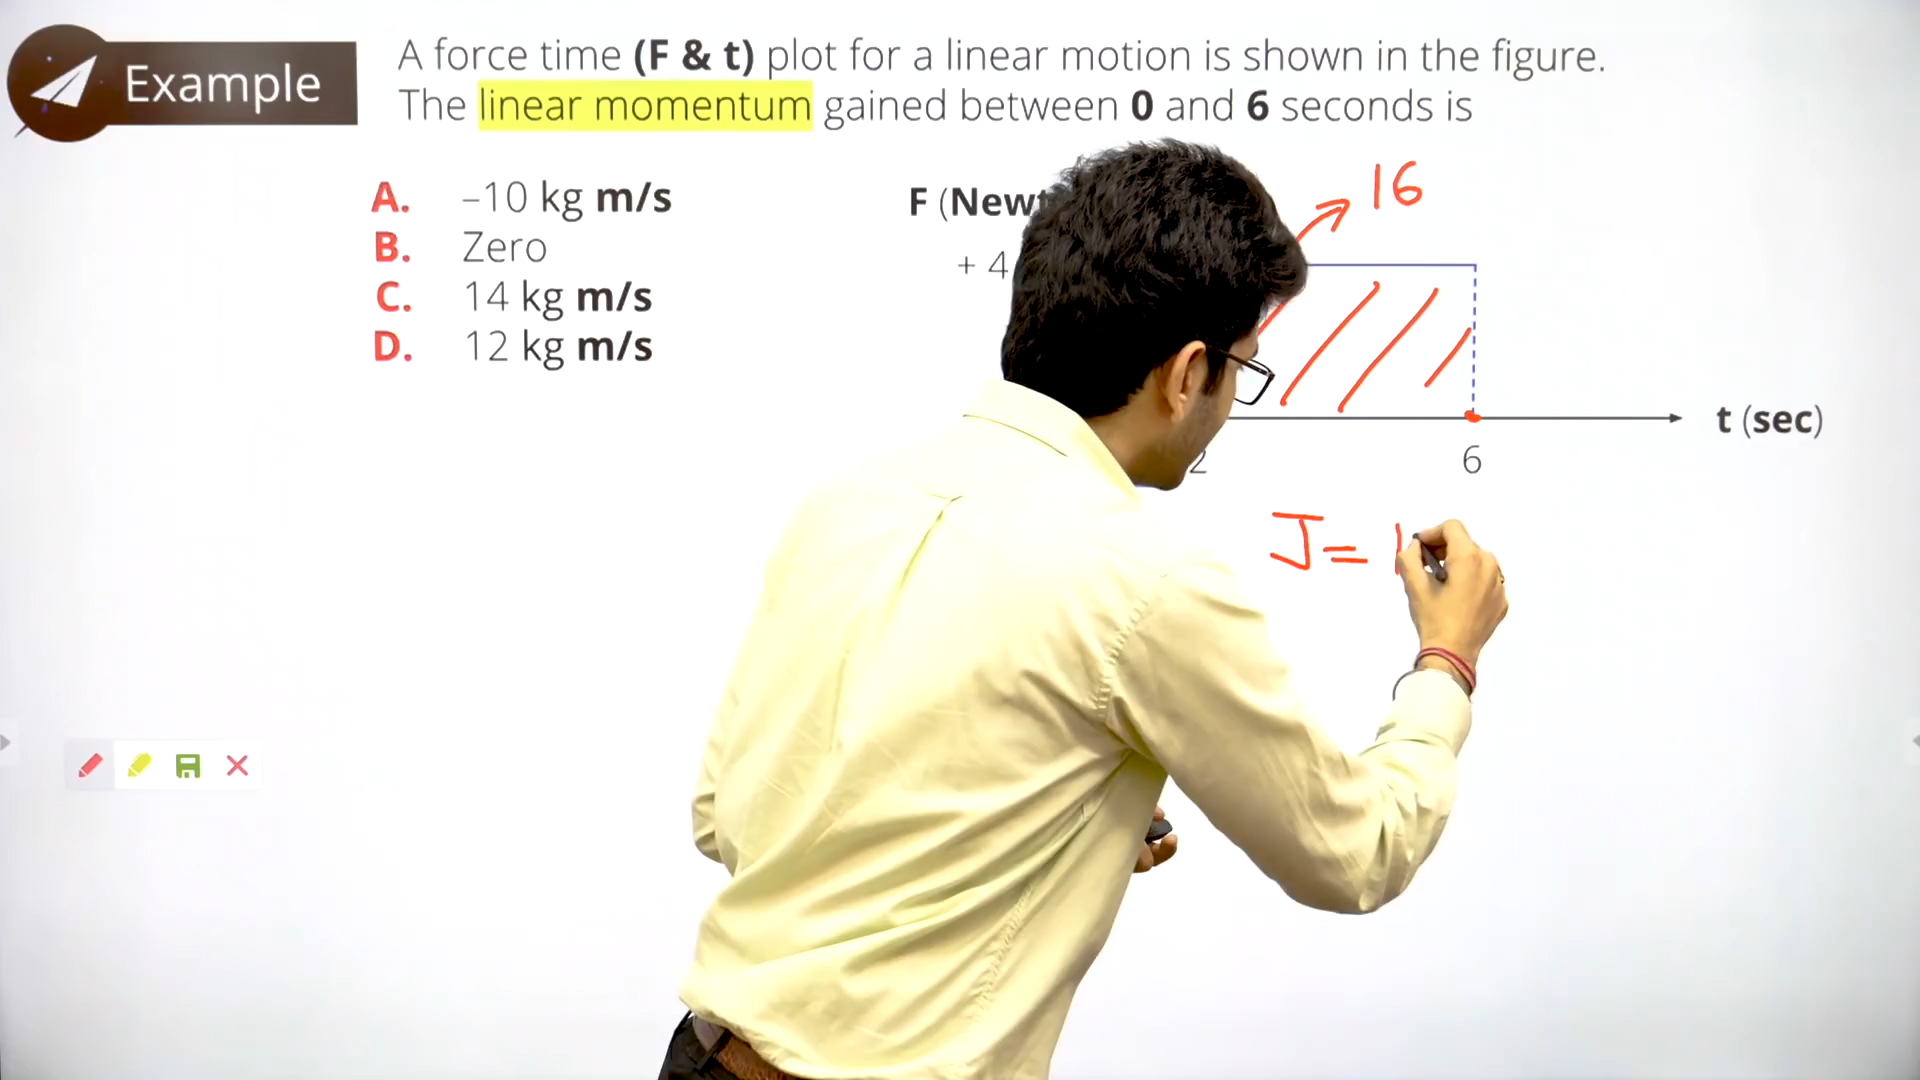 Example
A force time (F & t) plot for a linear motion is shown in the figure.
The linear momentum gained between 0 and 6 seconds is
A. –10 kg m/s
B. Zero
C. 14 kg m/s
D. 12 kg m/s
F (New
16
+ 4
t (sec)
2
6
J =